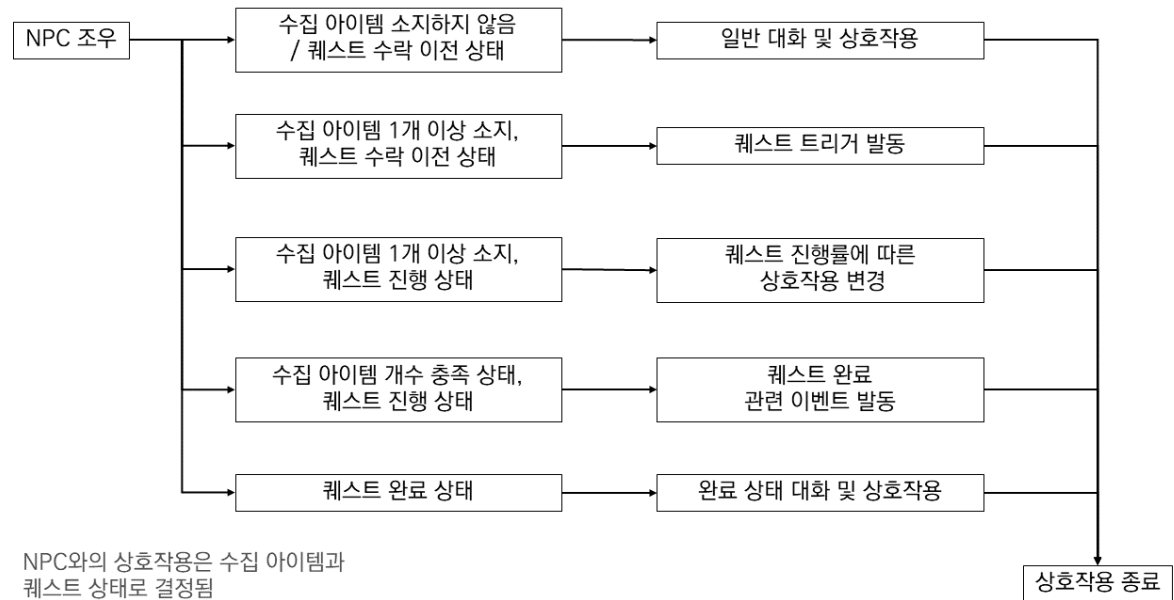 NPC 조우
수집 아이템 소지하지 않음
/ 퀘스트 수락 이전 상태
일반 대화 및 상호작용
수집 아이템 1개 이상 소지,
퀘스트 수락 이전 상태
퀘스트 트리거 발동
수집 아이템 1개 이상 소지,
퀘스트 진행 상태
퀘스트 진행률에 따른
상호작용 변경
수집 아이템 개수 충족 상태,
퀘스트 진행 상태
퀘스트 완료
관련 이벤트 발동
퀘스트 완료 상태
완료 상태 대화 및 상호작용
NPC와의 상호작용은 수집 아이템과
퀘스트 상태로 결정됨
상호작용 종료